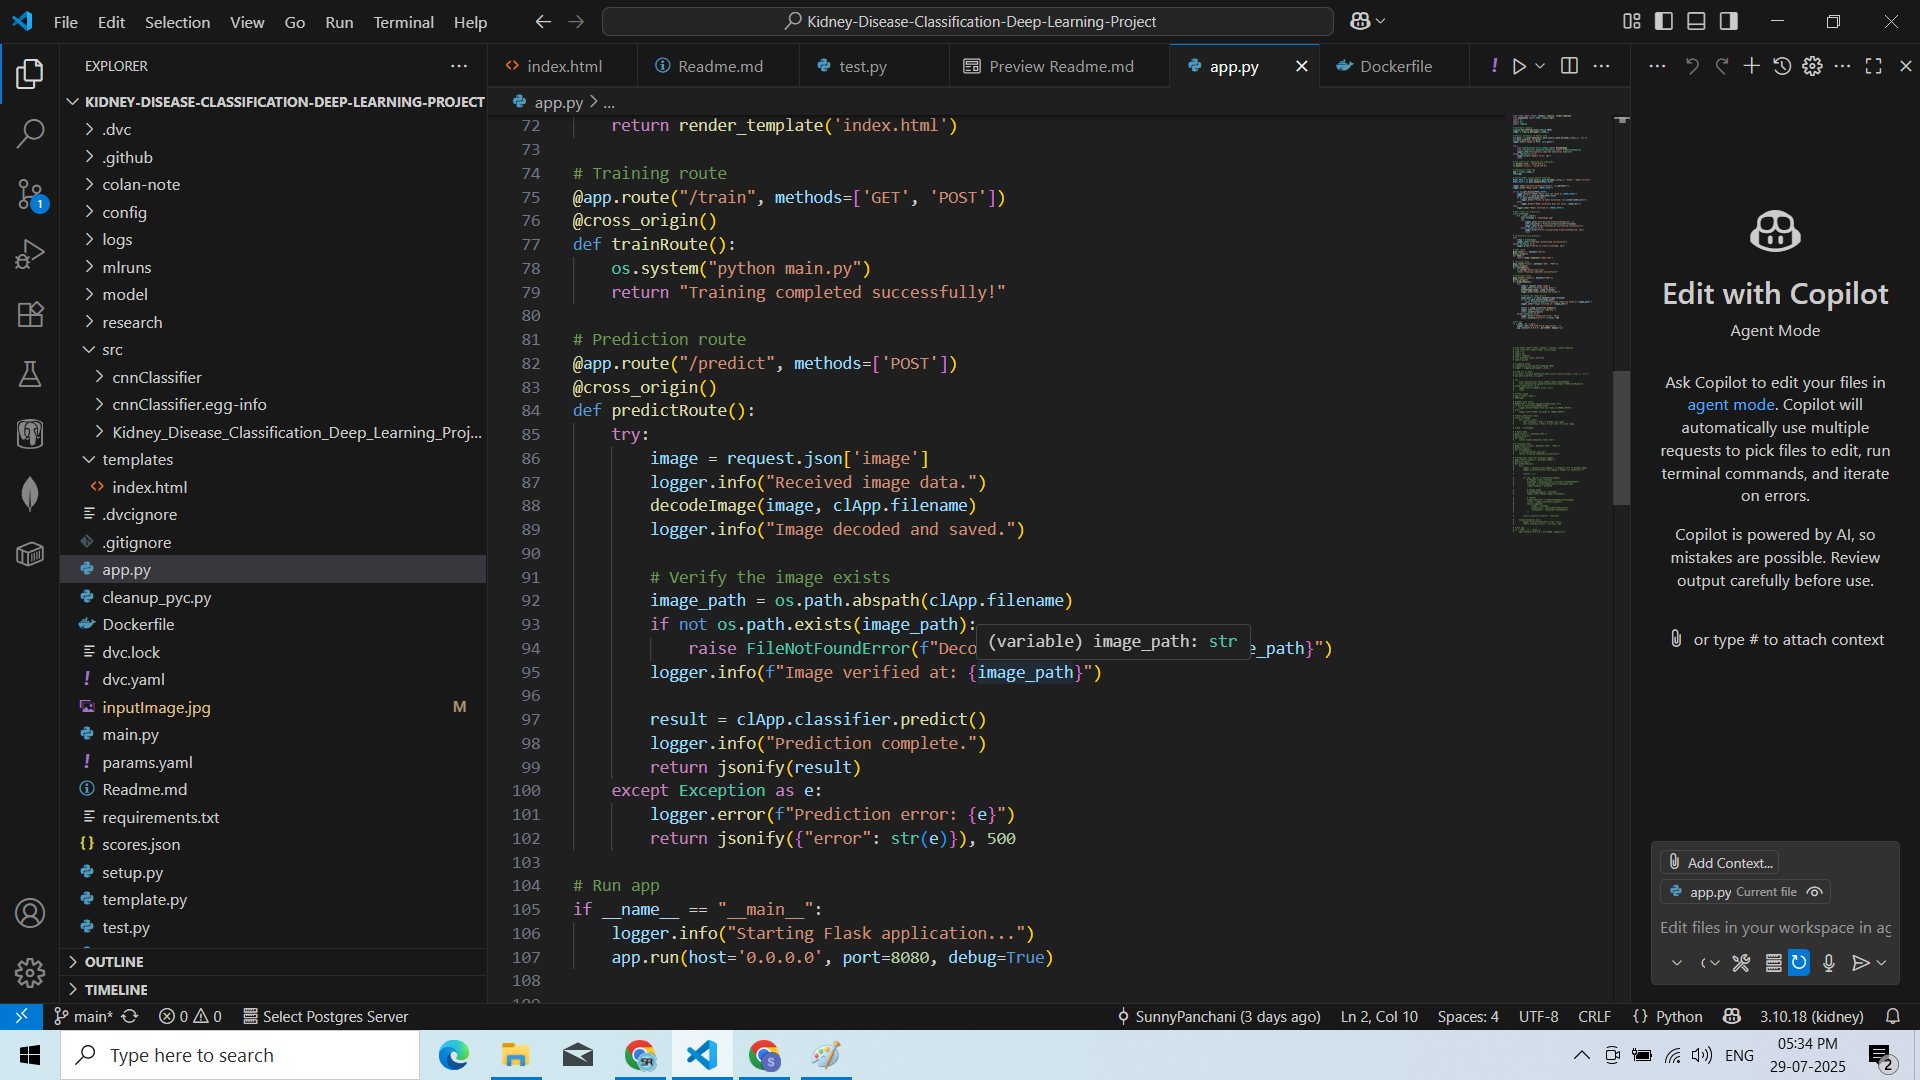 File Edit Selection View Go Run Terminal Help
Kidney-Disease-Classification-Deep-Learning-Project
EXPLORER
KIDNEY-DISEASE-CLASSIFICATION-DEEP-LEARNING-PROJECT
.dvc
.github
colan-note
config
logs
mlruns
model
research
src
cnnClassifier
cnnClassifier.egg-info
Kidney_Disease_Classification_Deep_Learning_Proj...
templates
index.html
.dvcignore
.gitignore
app.py
cleanup_pyc.py
Dockerfile
dvc.lock
dvc.yaml
inputImage.jpg M
main.py
params.yaml
Readme.md
requirements.txt
scores.json
setup.py
template.py
test.py
OUTLINE
TIMELINE
index.html Readme.md test.py Preview Readme.md app.py Dockerfile
app.py > ...
72 return render_template('index.html')
73
74 # Training route
75 @app.route("/train", methods=['GET', 'POST'])
76 @cross_origin()
77 def trainRoute():
78 os.system("python main.py")
79 return "Training completed successfully!"
80
81 # Prediction route
82 @app.route("/predict", methods=['POST'])
83 @cross_origin()
84 def predictRoute():
85 try:
86 image = request.json['image']
87 logger.info("Received image data.")
88 decodeImage(image, clApp.filename)
89 logger.info("Image decoded and saved.")
90
91 # Verify the image exists
92 image_path = os.path.abspath(clApp.filename)
93 if not os.path.exists(image_path):
(variable) image_path: str
94 raise FileNotFoundError(f"Deco e_path}")
95 logger.info(f"Image verified at: {image_path}")
96
97 result = clApp.classifier.predict()
98 logger.info("Prediction complete.")
99 return jsonify(result)
100 except Exception as e:
101 logger.error(f"Prediction error: {e}")
102 return jsonify({"error": str(e)}), 500
103
104 # Run app
105 if __name__ == "__main__":
106 logger.info("Starting Flask application...")
107 app.run(host='0.0.0.0', port=8080, debug=True)
108
Edit with Copilot
Agent Mode
Ask Copilot to edit your files in
agent mode. Copilot will
automatically use multiple
requests to pick files to edit, run
terminal commands, and iterate
on errors.
Copilot is powered by AI, so
mistakes are possible. Review
output carefully before use.
or type # to attach context
Add Context...
app.py Current file
Edit files in your workspace in ag
1
main* 0 0 Select Postgres Server
SunnyPanchani (3 days ago) Ln 2, Col 10 Spaces: 4 UTF-8 CRLF {} Python 3.10.18 (kidney)
Type here to search
ENG
05:34 PM
29-07-2025
2